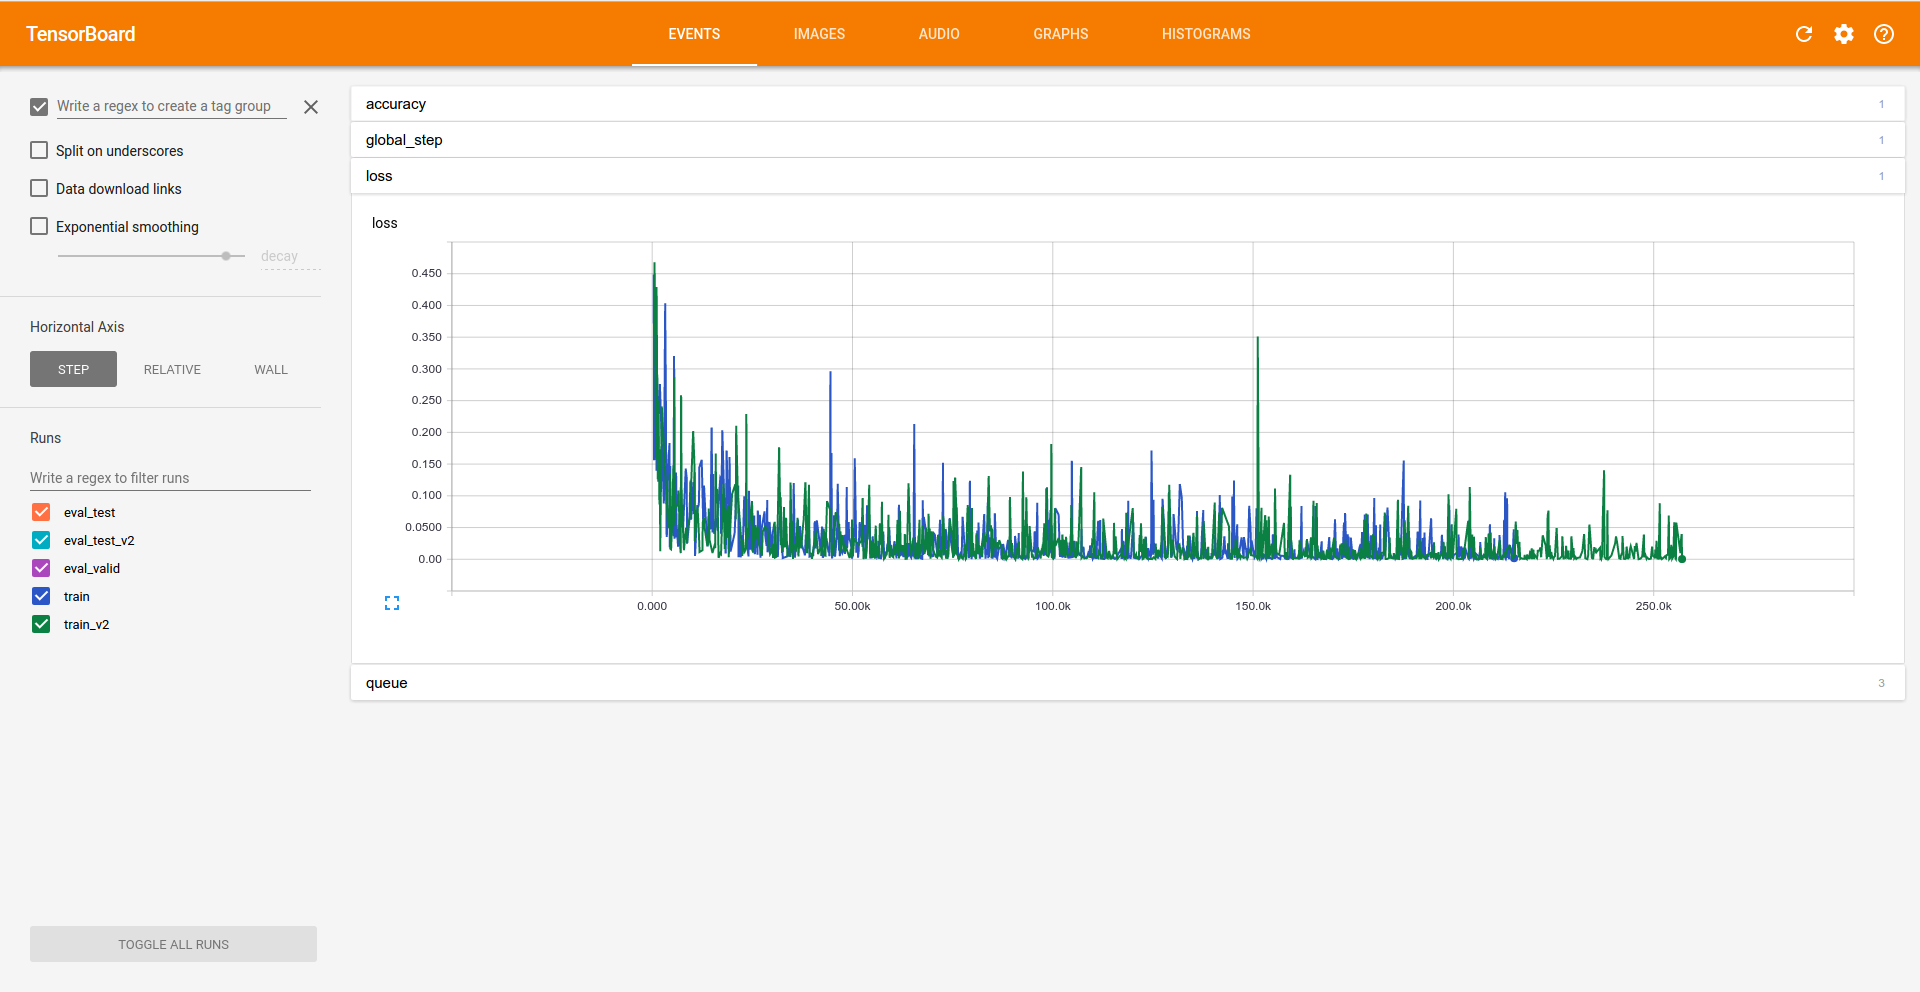 TensorBoard
EVENTS IMAGES AUDIO GRAPHS HISTOGRAMS
Write a regex to create a tag group
Split on underscores
Data download links
Exponential smoothing
decay
Horizontal Axis
STEP RELATIVE WALL
Runs
Write a regex to filter runs
eval_test
eval_test_v2
eval_valid
train
train_v2
TOGGLE ALL RUNS
accuracy 1
global_step 1
loss 1
loss
0.450
0.400
0.350
0.300
0.250
0.200
0.150
0.100
0.0500
0.00
0.000 50.00k 100.0k 150.0k 200.0k 250.0k
queue 3